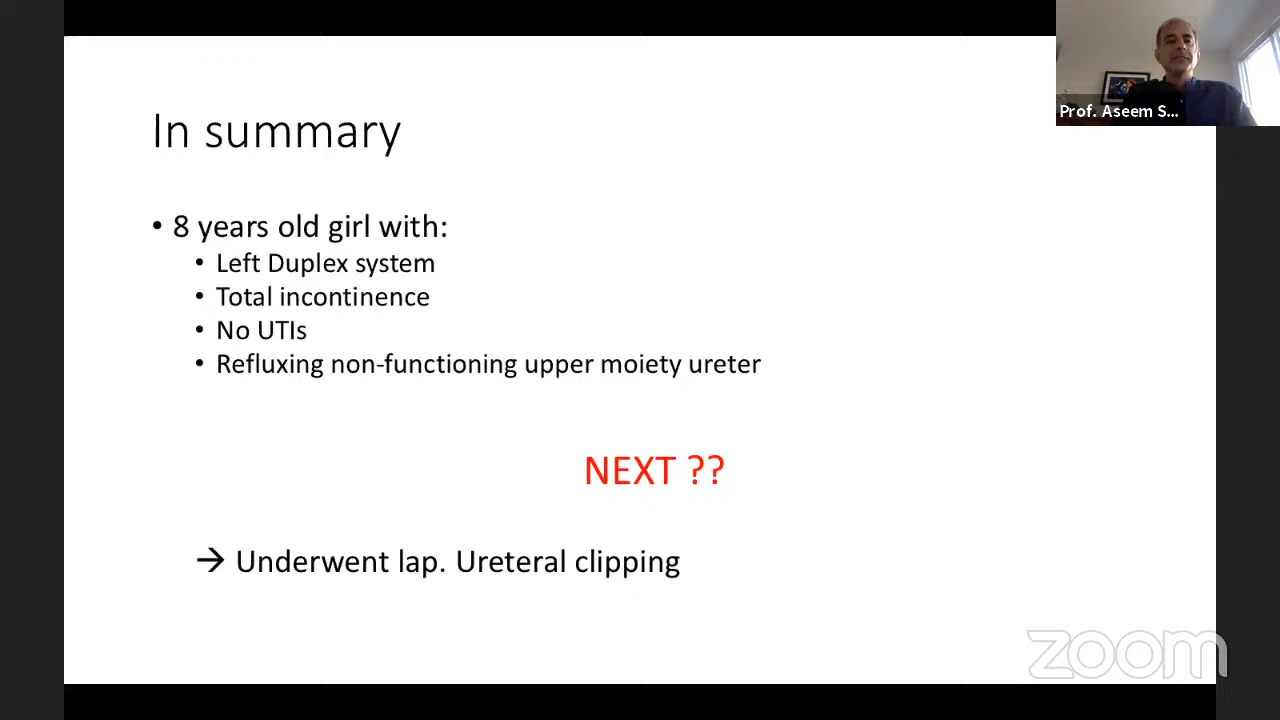 Prof. Aseem S...
In summary
• 8 years old girl with:
• Left Duplex system
• Total incontinence
• No UTIs
• Refluxing non-functioning upper moiety ureter
NEXT ??
→ Underwent lap. Ureteral clipping
zoom